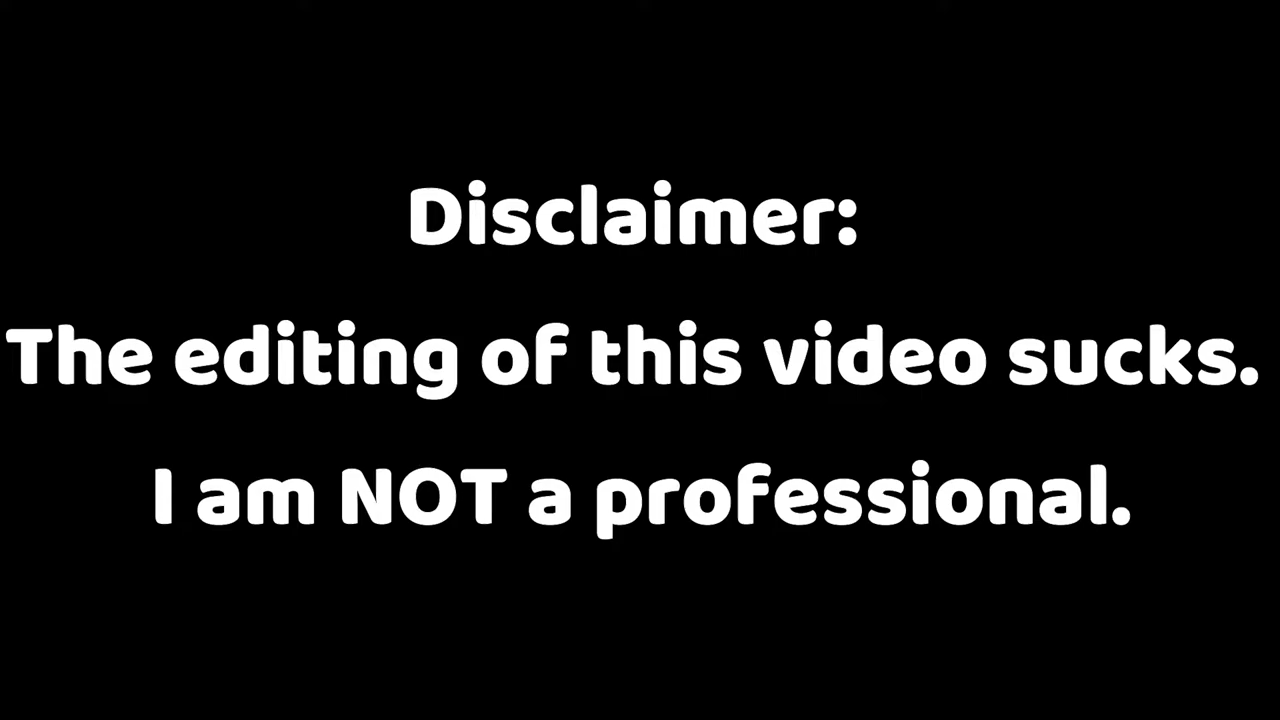 Disclaimer:
The editing of this video sucks.
I am NOT a professional.